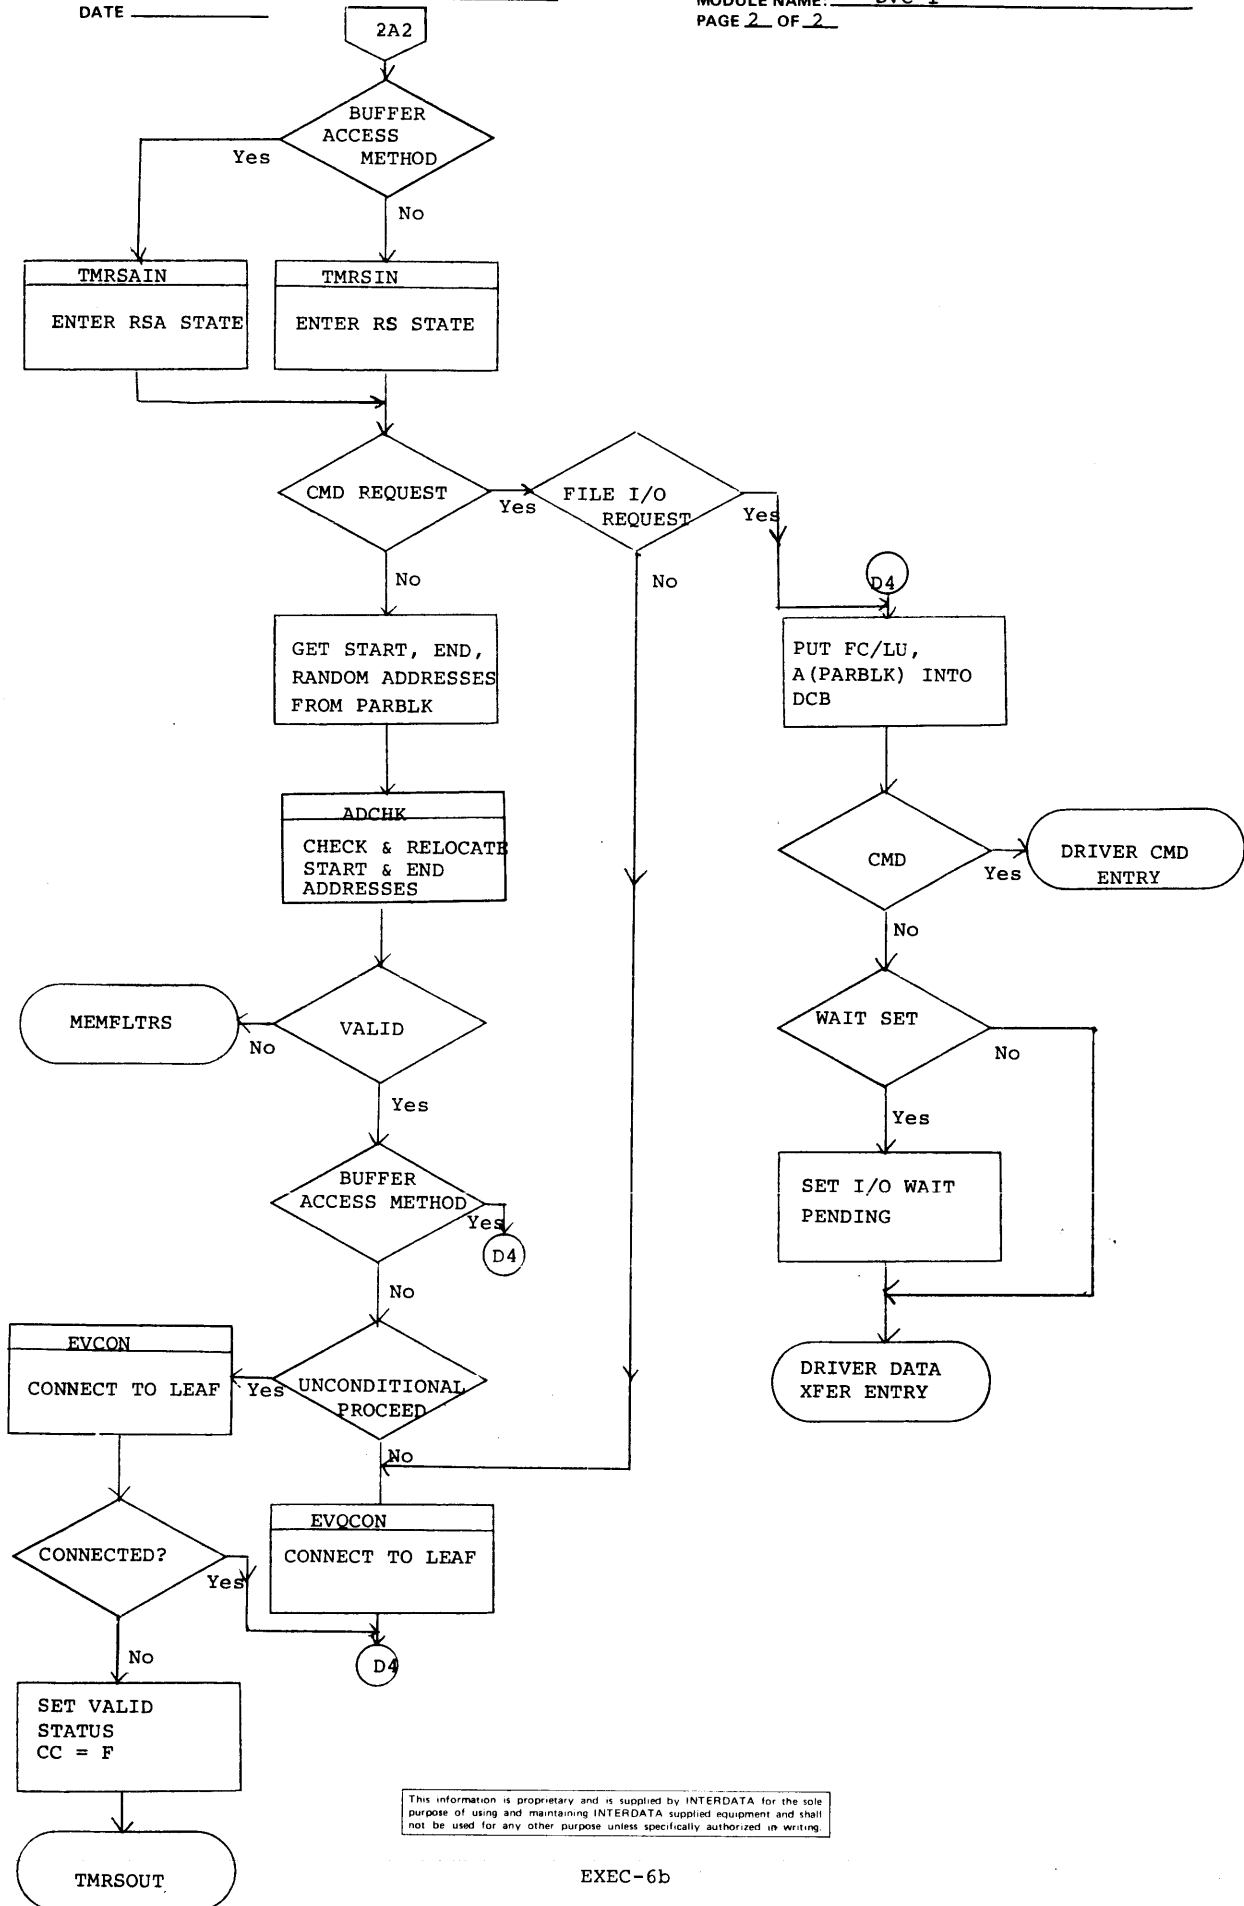 DATE
MODULE NAME:
PAGE 2 OF 2
2A2
BUFFER
ACCESS
METHOD
Yes
No
TMRSAIN
ENTER RSA STATE
TMRSIN
ENTER RS STATE
CMD REQUEST
Yes
FILE I/O
REQUEST
Yes
No
No
D4
GET START, END,
RANDOM ADDRESSES
FROM PARBLK
PUT FC/LU,
A(PARBLK) INTO
DCB
ADCHK
CHECK & RELOCATE
START & END
ADDRESSES
CMD
Yes
DRIVER CMD
ENTRY
No
MEMFLTRS
No
VALID
Yes
WAIT SET
No
Yes
BUFFER
ACCESS METHOD
Yes
D4
No
SET I/O WAIT
PENDING
EVCON
CONNECT TO LEAF
Yes
UNCONDITIONAL
PROCEED
No
DRIVER DATA
XFER ENTRY
CONNECTED?
Yes
No
EVQCON
CONNECT TO LEAF
D4
SET VALID
STATUS
CC = F
TMRSOUT
This information is proprietary and is supplied by INTERDATA for the sole
purpose of using and maintaining INTERDATA supplied equipment and shall
not be used for any other purpose unless specifically authorized in writing.
EXEC-6b